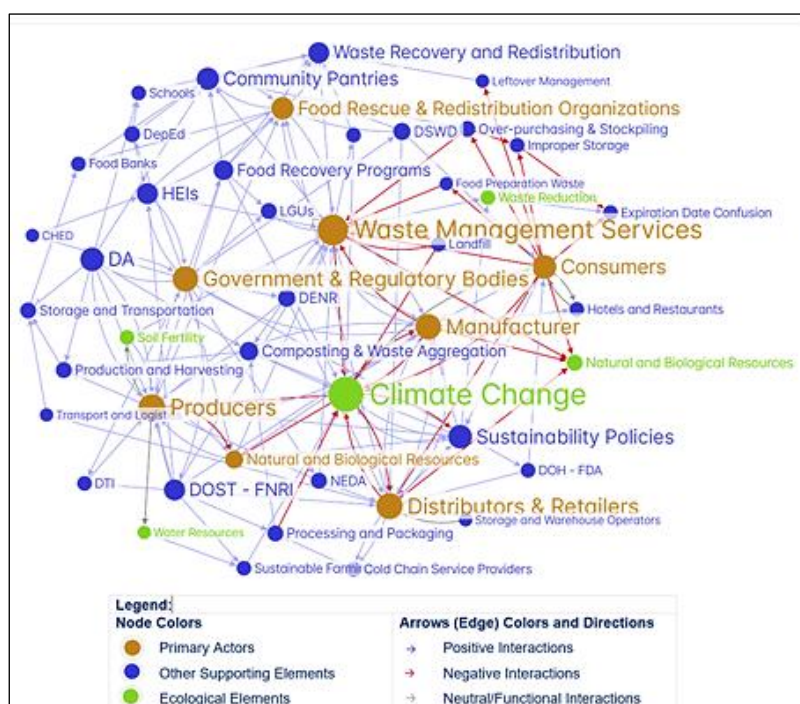 Waste Recovery and Redistribution
Community Pantries
Leftover Management
Schools
Food Rescue & Redistribution Organizations
DepEd
DSWD
Over-purchasing & Stockpiling
Improper Storage
Food Banks
Food Recovery Programs
Food Preparation Waste
HEIs
Waste Reduction
LGUs
Expiration Date Confusion
CHED
Waste Management Services
Landfill
DA
Consumers
Government & Regulatory Bodies
DENR
Storage and Transportation
Hotels and Restaurants
Manufacturer
Soil Fertility
Composting & Waste Aggregation
Natural and Biological Resources
Production and Harvesting
Climate Change
Producers
Transport and Logist
Sustainability Policies
Natural and Biological Resources
DOH - FDA
DTI
DOST - FNRI
NEDA
Distributors & Retailers
Storage and Warehouse Operators
Water Resources
Processing and Packaging
Sustainable Farmi
Cold Chain Service Providers
Legend:
Node Colors
Arrows (Edge) Colors and Directions
Primary Actors
Positive Interactions
Other Supporting Elements
Negative Interactions
Ecological Elements
Neutral/Functional Interactions